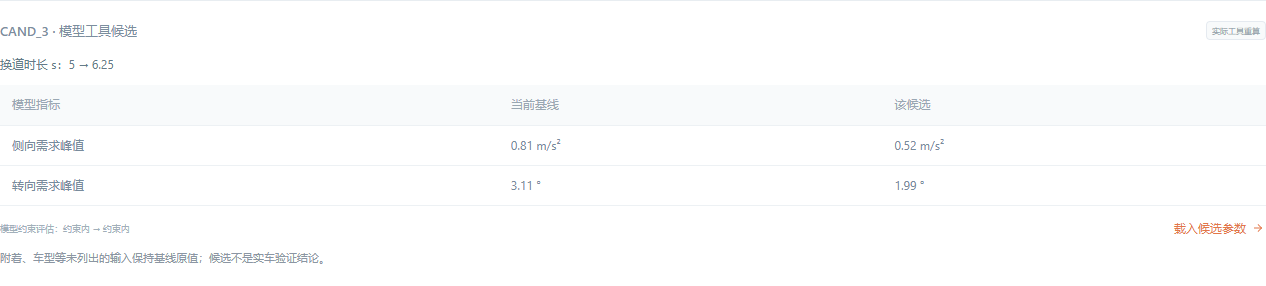 CAND_3 · 模型工具候选
实际工具重算
换道时长 s：5 → 6.25
模型指标 当前基线 该候选
侧向需求峰值 0.81 m/s² 0.52 m/s²
转向需求峰值 3.11 ° 1.99 °
模型约束评估：约束内 → 约束内
载入候选参数 →
附着、车型等未列出的输入保持基线原值；候选不是实车验证结论。